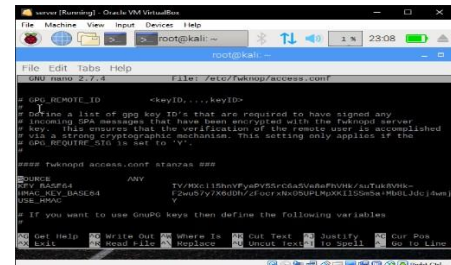 server [Running] - Oracle VM VirtualBox
File Machine View Input Devices Help
root@kali: ~
1 %
23:08
root@kali: ~
File Edit Tabs Help
GNU nano 2.7.4 File: /etc/fwknop/access.conf
# GPG_REMOTE_ID <keyID,...,keyID>
#
# Define a list of gpg key ID's that are required to have signed any
# incoming SPA messages that have been encrypted with the fwknopd server
# key. This ensures that the verification of the remote user is accomplished
# via a strong cryptographic mechanism. This setting only applies if the
# GPG_REQUIRE_SIG is set to 'Y'.
#
#### fwknopd access.conf stanzas ###
SOURCE ANY
KEY_BASE64
HMAC_KEY_BASE64
USE_HMAC Y
# If you want to use GnuPG keys then define the following variables
#
^G Get Help ^O Write Out ^W Where Is ^K Cut Text ^J Justify ^C Cur Pos
^X Exit ^R Read File ^\ Replace ^U Uncut Text ^T To Spell ^_ Go To Line